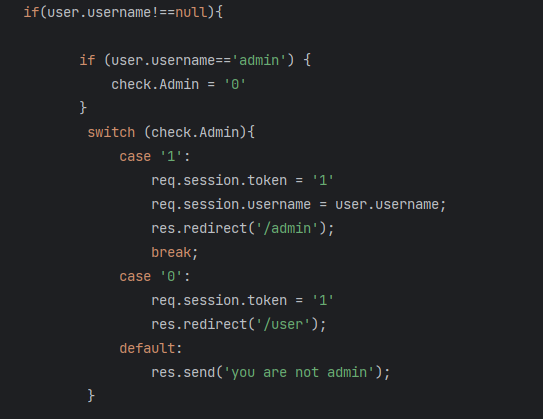 if(user.username!==null){
if (user.username=='admin') {
check.Admin = '0'
}
switch (check.Admin){
case '1':
req.session.token = '1'
req.session.username = user.username;
res.redirect('/admin');
break;
case '0':
req.session.token = '1'
res.redirect('/user');
default:
res.send('you are not admin');
}